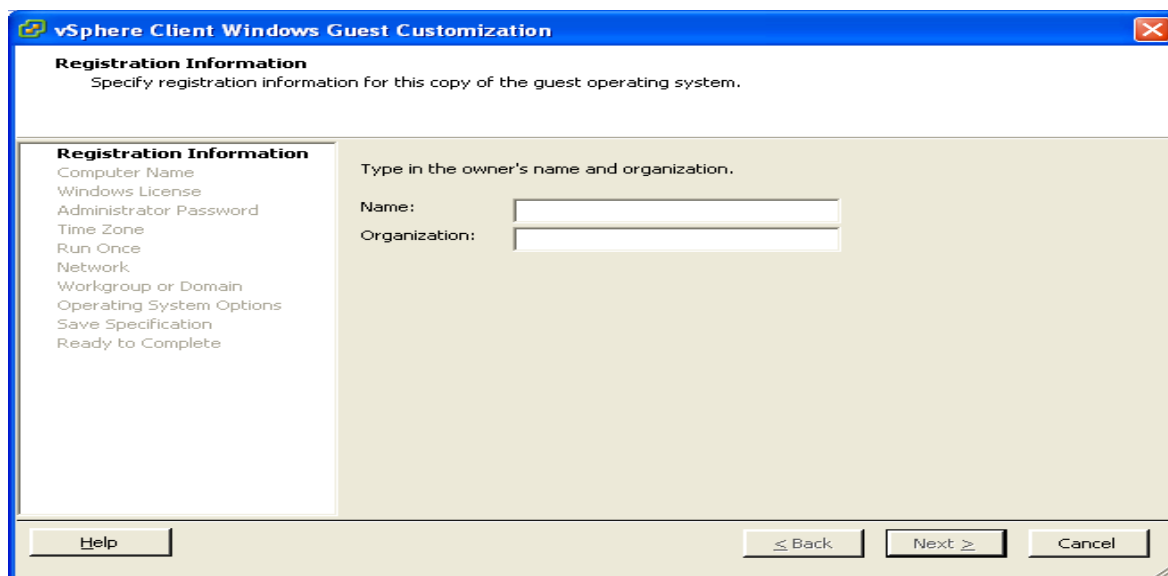 vSphere Client Windows Guest Customization
Registration Information
Specify registration information for this copy of the guest operating system.
Registration Information
Computer Name
Windows License
Administrator Password
Time Zone
Run Once
Network
Workgroup or Domain
Operating System Options
Save Specification
Ready to Complete
Type in the owner's name and organization.
Name:
Organization:
Help
≤ Back
Next ≥
Cancel